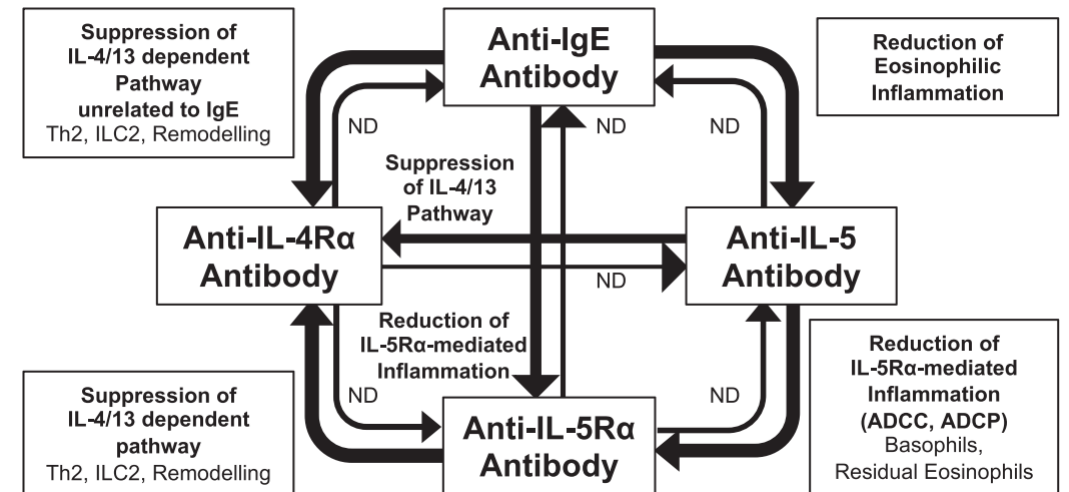 Suppression of
IL-4/13 dependent
Pathway
unrelated to IgE
Th2, ILC2, Remodelling
Anti-IgE
Antibody
Reduction of
Eosinophilic
Inflammation
ND
ND
ND
Suppression
of IL-4/13
Pathway
Anti-IL-4Rα
Antibody
Anti-IL-5
Antibody
ND
Reduction of
IL-5Rα-mediated
Inflammation
Reduction of
IL-5Rα-mediated
Inflammation
(ADCC, ADCP)
Basophils,
Residual Eosinophils
Suppression of
IL-4/13 dependent
pathway
Th2, ILC2, Remodelling
ND
ND
Anti-IL-5Rα
Antibody